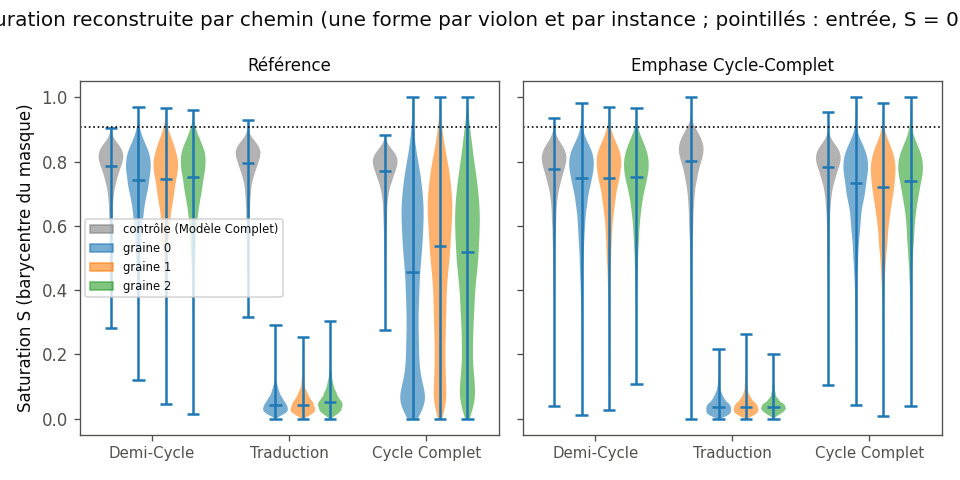 reconstruite par chemin (une forme par violon et par instance ; pointillés : entrée, S = 0
Référence
Emphase Cycle-Complet
Saturation S (barycentre du masque)
1.0
0.8
0.6
0.4
0.2
0.0
contrôle (Modèle Complet)
graine 0
graine 1
graine 2
Demi-Cycle
Traduction
Cycle Complet
Demi-Cycle
Traduction
Cycle Complet